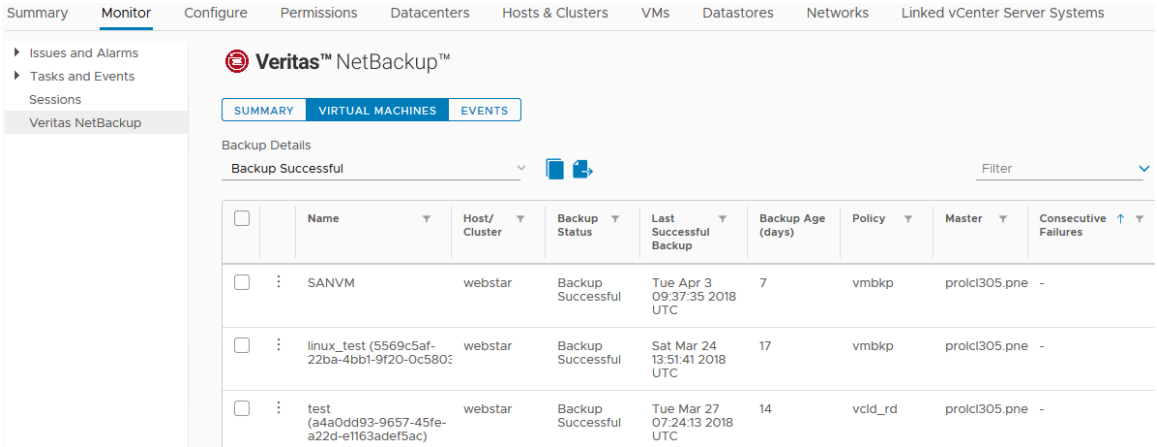 Summary Monitor Configure Permissions Datacenters Hosts & Clusters VMs Datastores Networks Linked vCenter Server Systems
Issues and Alarms
Tasks and Events
Sessions
Veritas NetBackup
Veritas™ NetBackup™
SUMMARY VIRTUAL MACHINES EVENTS
Backup Details
Backup Successful
Filter
Name Host/ Backup Last Backup Age Policy Master Consecutive
Cluster Status Successful (days) Failures
Backup
SANVM webstar Backup Tue Apr 3 7 vmbkp prolcl305.pne -
Successful 09:37:35 2018
UTC
linux_test (5569c5af- webstar Backup Sat Mar 24 17 vmbkp prolcl305.pne -
22ba-4bb1-9f20-0c5803 Successful 13:51:41 2018
UTC
test webstar Backup Tue Mar 27 14 vcld_rd prolcl305.pne -
(a4a0dd93-9657-45fe- Successful 07:24:13 2018
a22d-e1163adef5ac) UTC